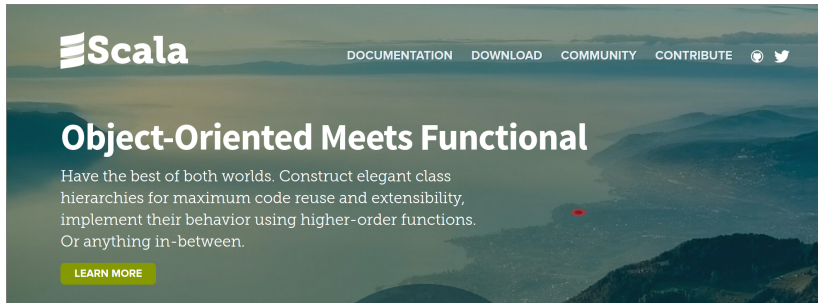 Scala
DOCUMENTATION DOWNLOAD COMMUNITY CONTRIBUTE
Object-Oriented Meets Functional
Have the best of both worlds. Construct elegant class
hierarchies for maximum code reuse and extensibility,
implement their behavior using higher-order functions.
Or anything in-between.
LEARN MORE